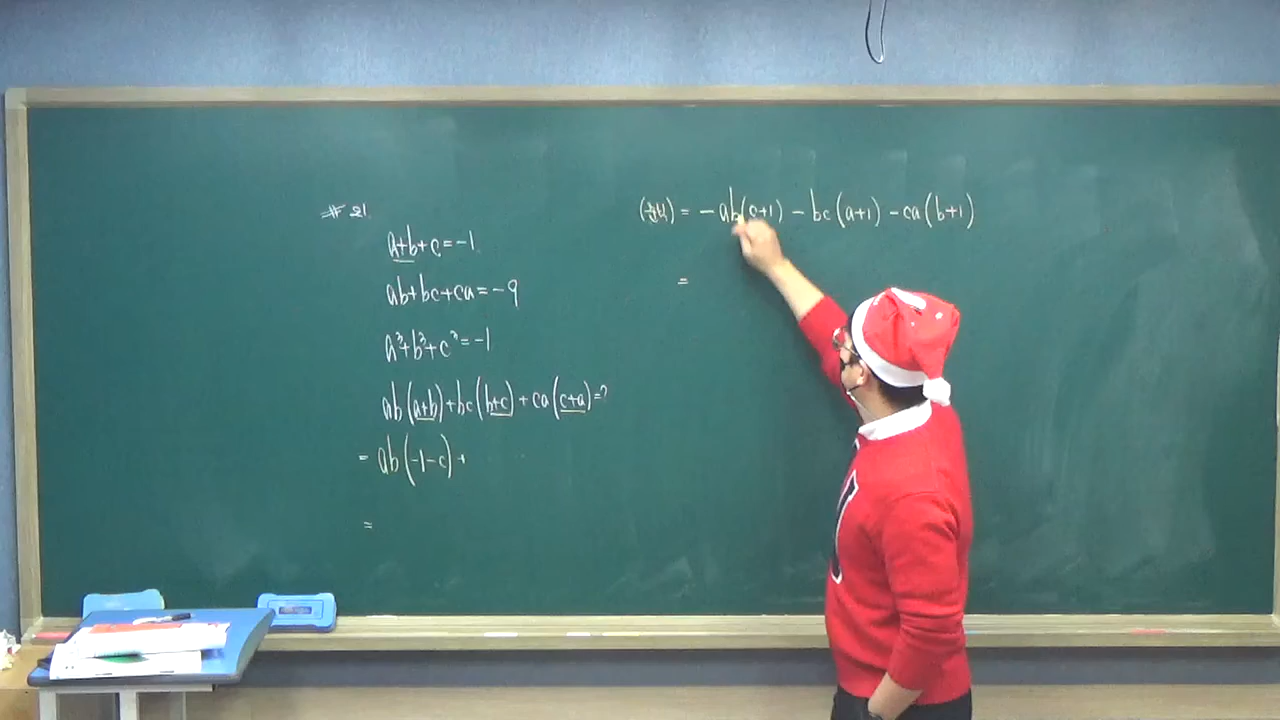 # 21.
a+b+c=-1
ab+bc+ca=-9
a³+b³+c³=-1
ab(a+b)+bc(b+c)+ca(c+a)=?
= ab(-1-c)+
=
(준식) = -ab(c+1)-bc(a+1)-ca(b+1)
=